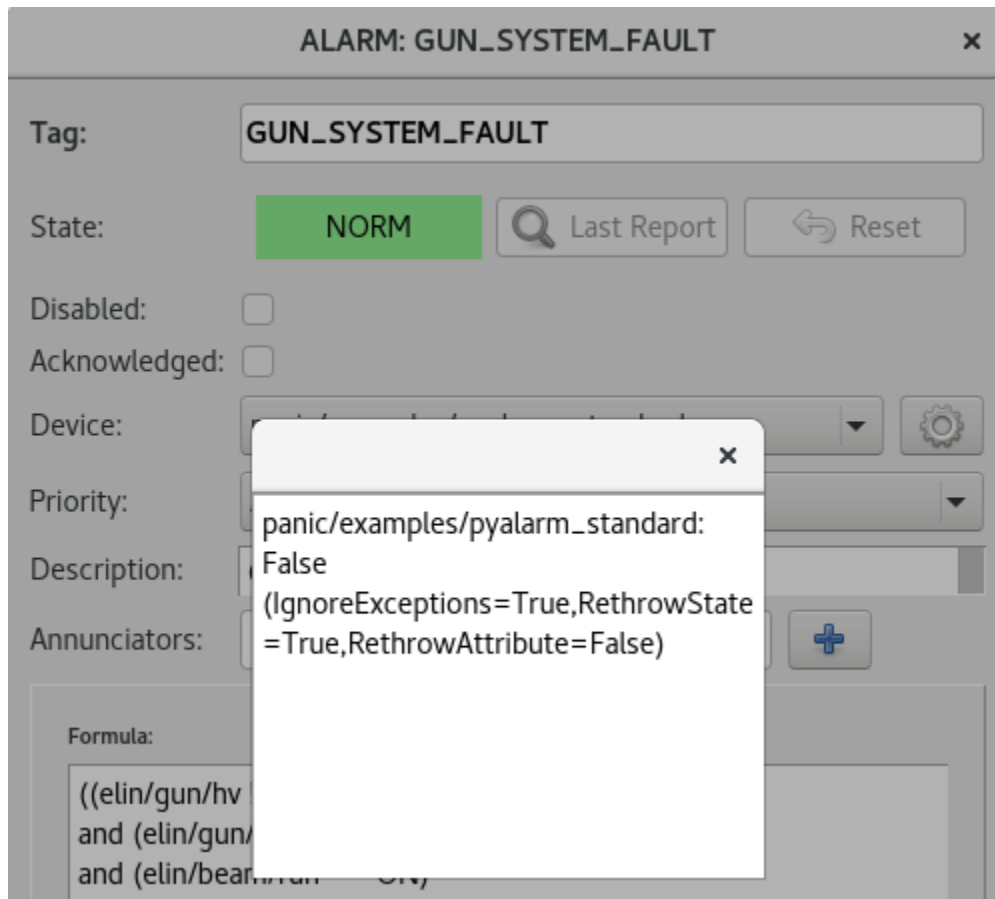 ALARM: GUN_SYSTEM_FAULT
Tag: GUN_SYSTEM_FAULT
State: NORM Last Report Reset
Disabled:
Acknowledged:
Device:
Priority:
panic/examples/pyalarm_standard:
False
(IgnoreExceptions=True,RethrowState
=True,RethrowAttribute=False)
Description:
Annunciators:
Formula:
((elin/gun/hv
and (elin/gun/
and (elin/beam/run ON)